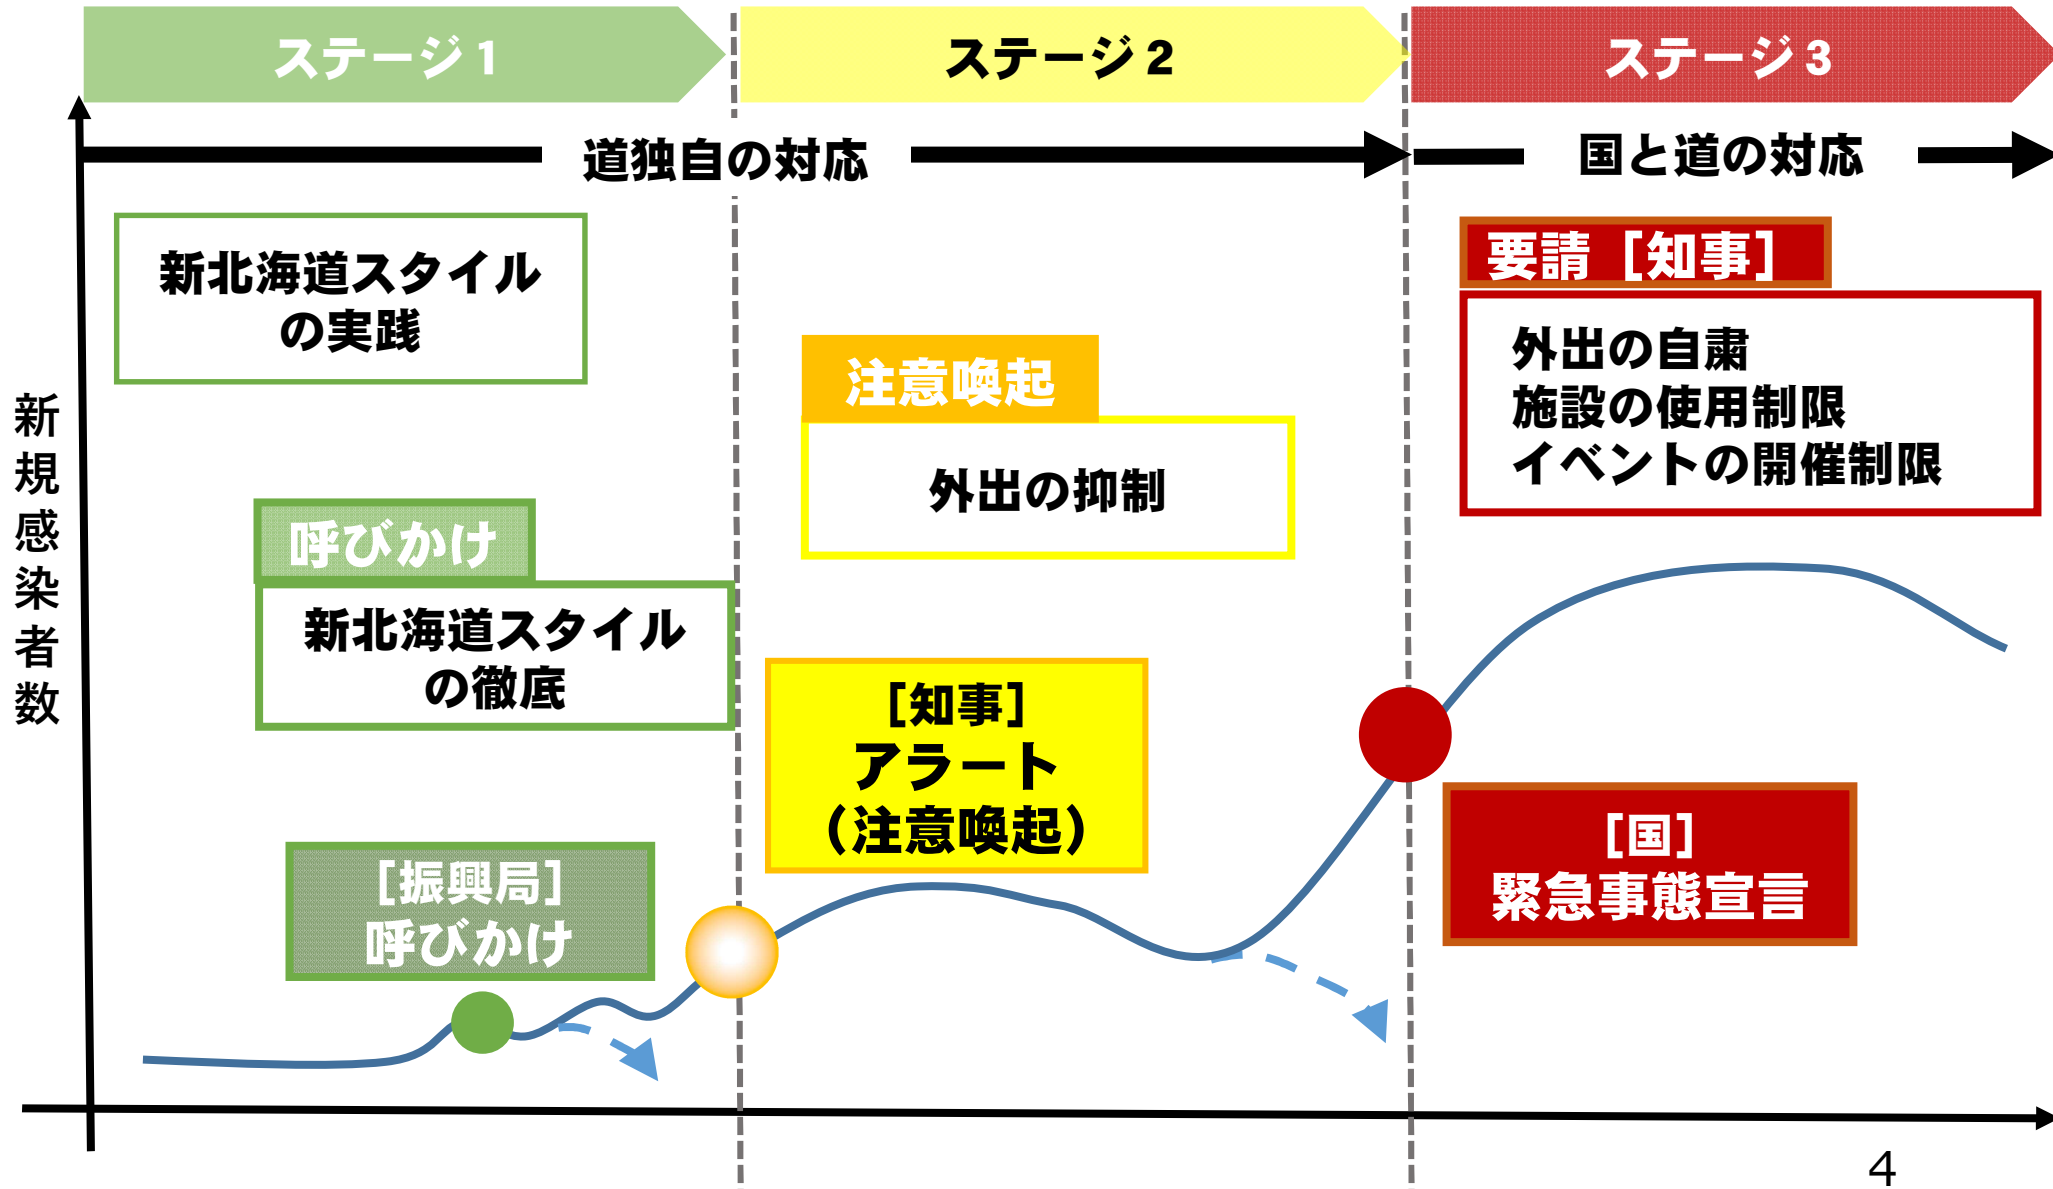 ステージ1
ステージ2
ステージ3
道独自の対応
国と道の対応
新北海道スタイル
の実践
呼びかけ
新北海道スタイル
の徹底
[振興局]
呼びかけ
注意喚起
外出の抑制
[知事]
アラート
(注意喚起)
要請 [知事]
外出の自粛
施設の使用制限
イベントの開催制限
[国]
緊急事態宣言
新規感染者数
4